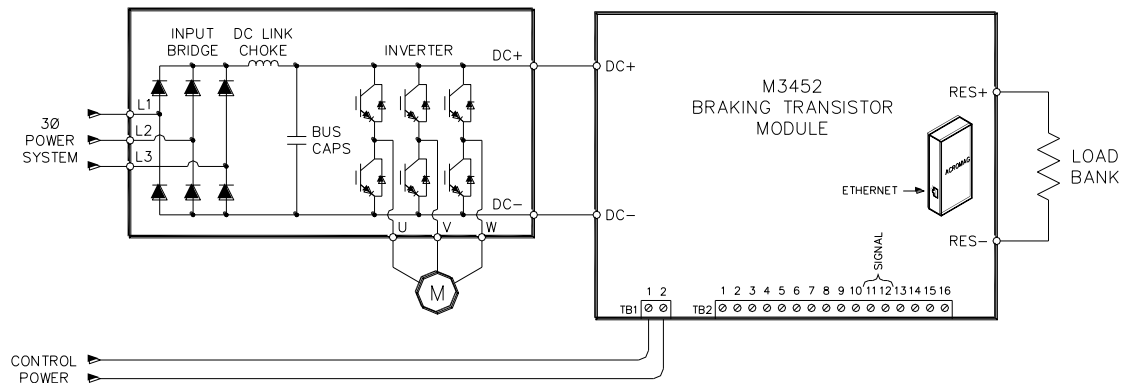 INPUT
BRIDGE
DC LINK
CHOKE
INVERTER
DC+
L1
L2
L3
3Ø
POWER
SYSTEM
BUS
CAPS
DC-
U V W
M
DC+
DC-
M3452
BRAKING TRANSISTOR
MODULE
RES+
RES-
LOAD
BANK
ETHERNET
ACROMAG
SIGNAL
1 2
TB1
1 2 3 4 5 6 7 8 9 10 11 12 13 14 15 16
TB2
CONTROL
POWER